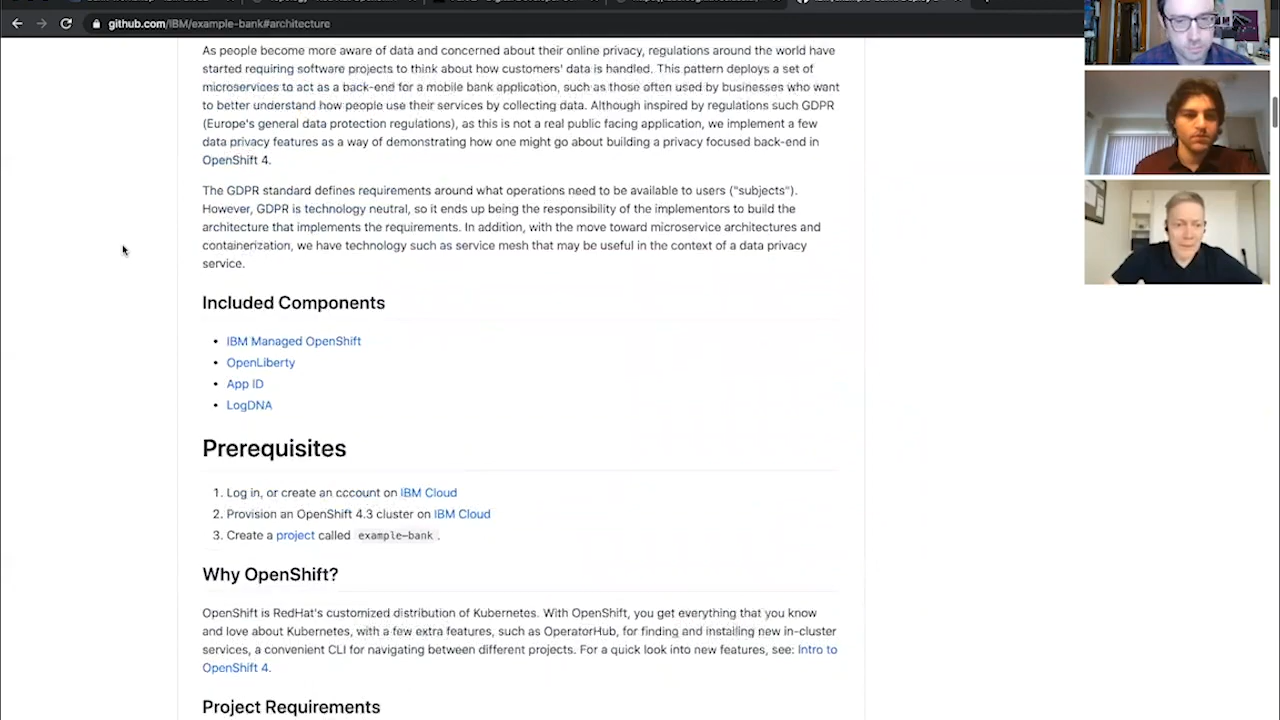 github.com/IBM/example-bank#architecture
As people become more aware of data and concerned about their online privacy, regulations around the world have
started requiring software projects to think about how customers' data is handled. This pattern deploys a set of
microservices to act as a back-end for a mobile bank application, such as those often used by businesses who want
to better understand how people use their services by collecting data. Although inspired by regulations such GDPR
(Europe's general data protection regulations), as this is not a real public facing application, we implement a few
data privacy features as a way of demonstrating how one might go about building a privacy focused back-end in
OpenShift 4.
The GDPR standard defines requirements around what operations need to be available to users ("subjects").
However, GDPR is technology neutral, so it ends up being the responsibility of the implementors to build the
architecture that implements the requirements. In addition, with the move toward microservice architectures and
containerization, we have technology such as service mesh that may be useful in the context of a data privacy
service.
Included Components
• IBM Managed OpenShift
• OpenLiberty
• App ID
• LogDNA
Prerequisites
1. Log in, or create an cccount on IBM Cloud
2. Provision an OpenShift 4.3 cluster on IBM Cloud
3. Create a project called example-bank.
Why OpenShift?
OpenShift is RedHat's customized distribution of Kubernetes. With OpenShift, you get everything that you know
and love about Kubernetes, with a few extra features, such as OperatorHub, for finding and installing new in-cluster
services, a convenient CLI for navigating between different projects. For a quick look into new features, see: Intro to
OpenShift 4.
Project Requirements